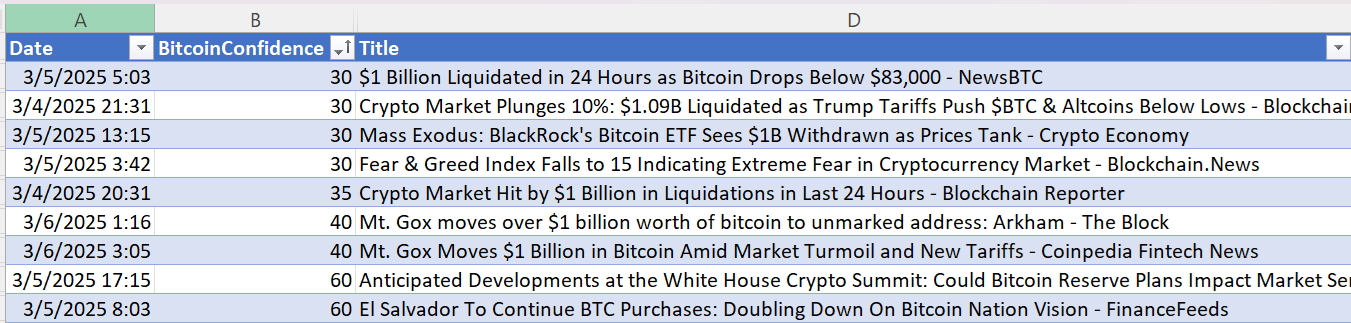 A B D
Date BitcoinConfidence Title
3/5/2025 5:03 30 $1 Billion Liquidated in 24 Hours as Bitcoin Drops Below $83,000 - NewsBTC
3/4/2025 21:31 30 Crypto Market Plunges 10%: $1.09B Liquidated as Trump Tariffs Push $BTC & Altcoins Below Lows - Blockchai
3/5/2025 13:15 30 Mass Exodus: BlackRock's Bitcoin ETF Sees $1B Withdrawn as Prices Tank - Crypto Economy
3/5/2025 3:42 30 Fear & Greed Index Falls to 15 Indicating Extreme Fear in Cryptocurrency Market - Blockchain.News
3/4/2025 20:31 35 Crypto Market Hit by $1 Billion in Liquidations in Last 24 Hours - Blockchain Reporter
3/6/2025 1:16 40 Mt. Gox moves over $1 billion worth of bitcoin to unmarked address: Arkham - The Block
3/6/2025 3:05 40 Mt. Gox Moves $1 Billion in Bitcoin Amid Market Turmoil and New Tariffs - Coinpedia Fintech News
3/5/2025 17:15 60 Anticipated Developments at the White House Crypto Summit: Could Bitcoin Reserve Plans Impact Market Se
3/5/2025 8:03 60 El Salvador To Continue BTC Purchases: Doubling Down On Bitcoin Nation Vision - FinanceFeeds